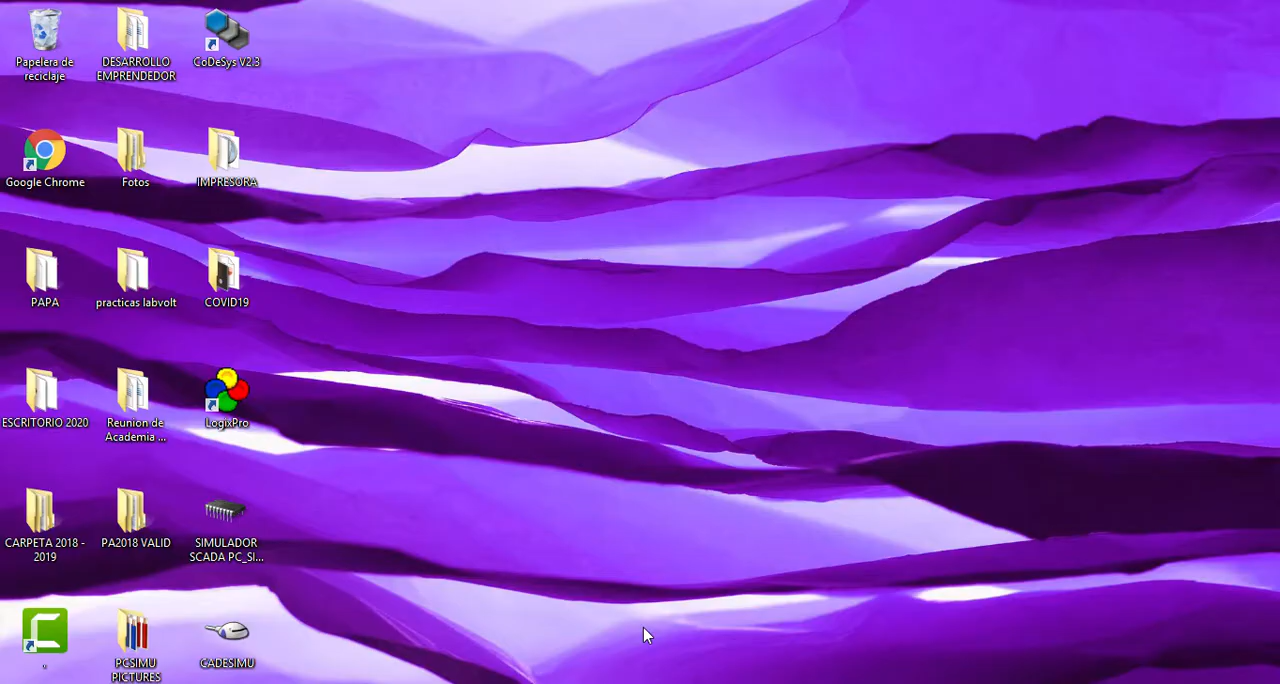 Papelera de
reciclaje
DESARROLLO
EMPRENDEDOR
CoDeSys V2.3
Google Chrome
Fotos
IMPRESORA
PAPA
practicas labvolt
COVID19
ESCRITORIO 2020
Reunion de
Academia ...
LogixPro
CARPETA 2018 -
2019
PA2018 VALID
SIMULADOR
SCADA PC_SI...
.
PCSIMU
PICTURES
CADESIMU